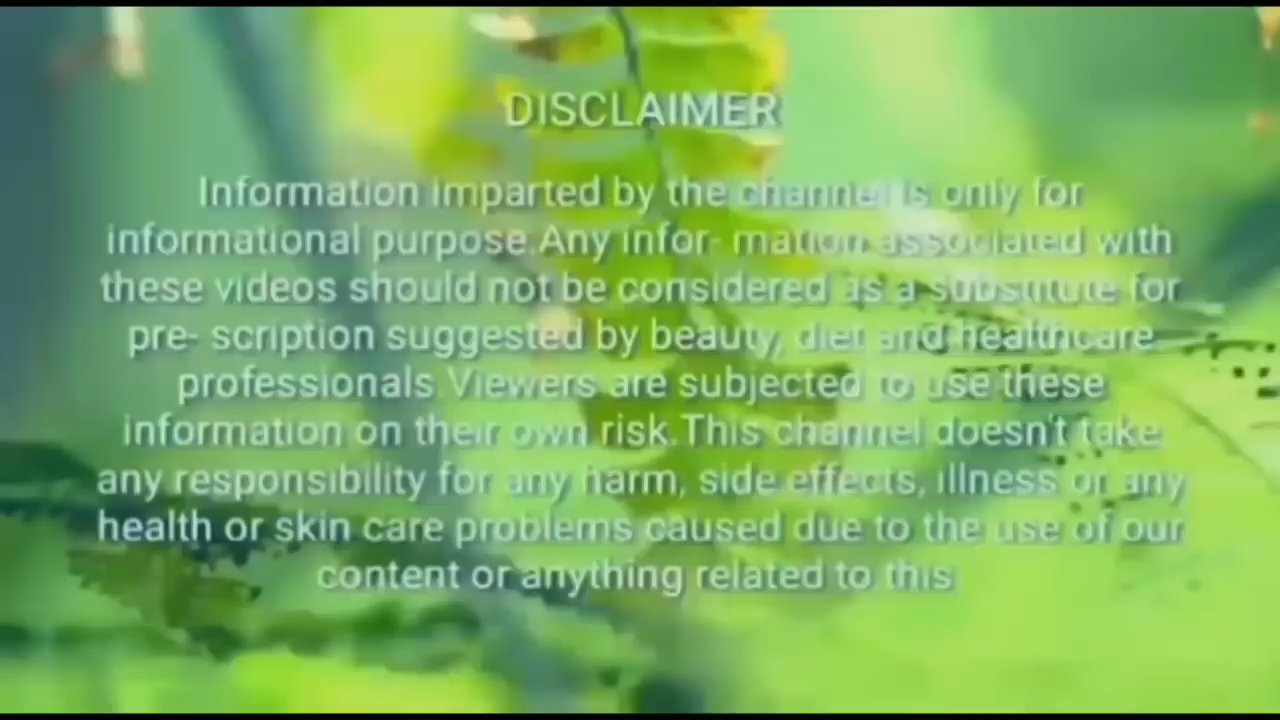 DISCLAIMER
Information imparted by the channel is only for
informational purpose.Any infor- mation associated with
these videos should not be considered as a substitute for
pre- scription suggested by beauty, diet and healthcare
professionals.Viewers are subjected to use these
information on their own risk.This channel doesn't take
any responsibility for any harm, side effects, illness or any
health or skin care problems caused due to the use of our
content or anything related to this.